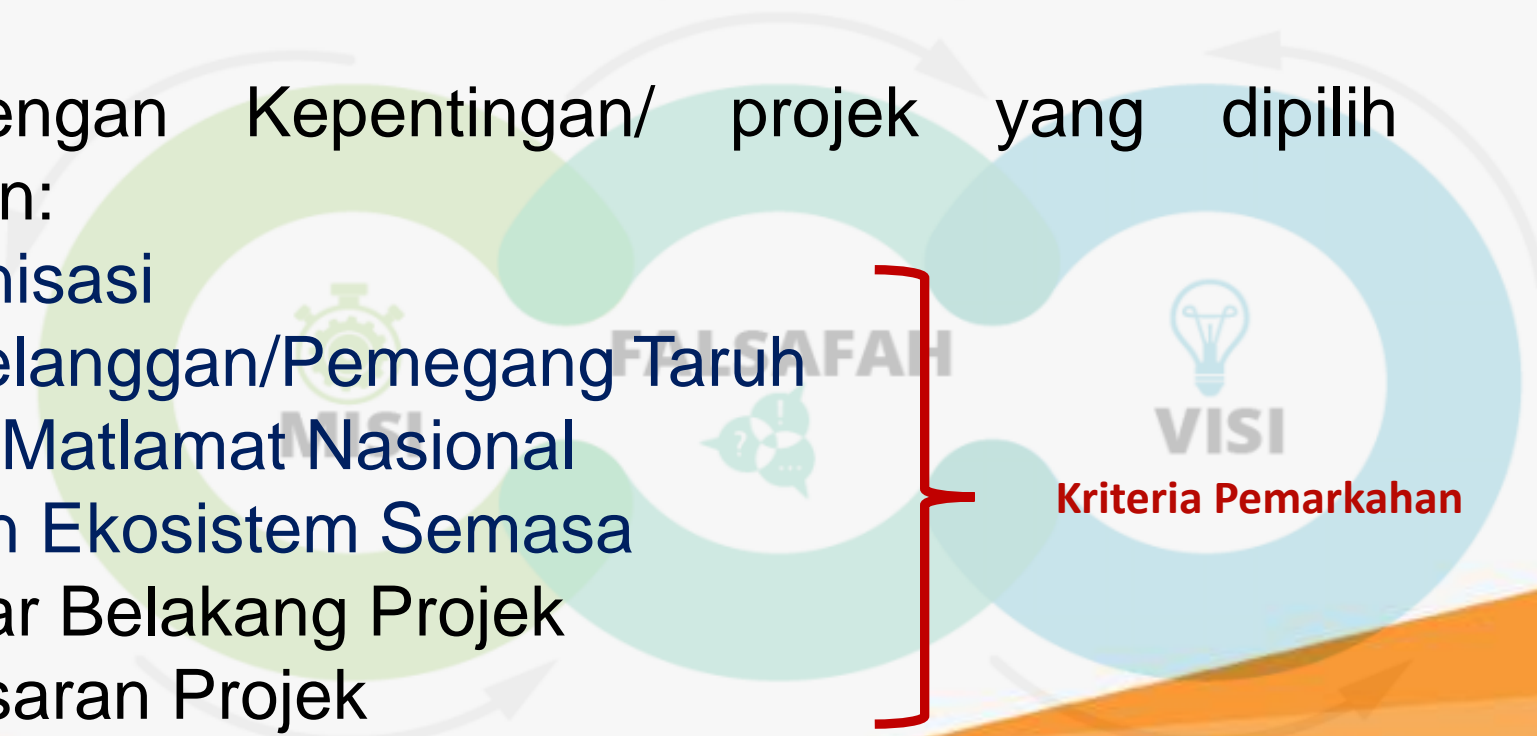 engan Kepentingan/ projek yang dipilih
n:
nisasi
elanggan/Pemegang Taruh
Matlamat Nasional
n Ekosistem Semasa
ar Belakang Projek
saran Projek
Kriteria Pemarkahan
MISI
FALSAFAH
VISI